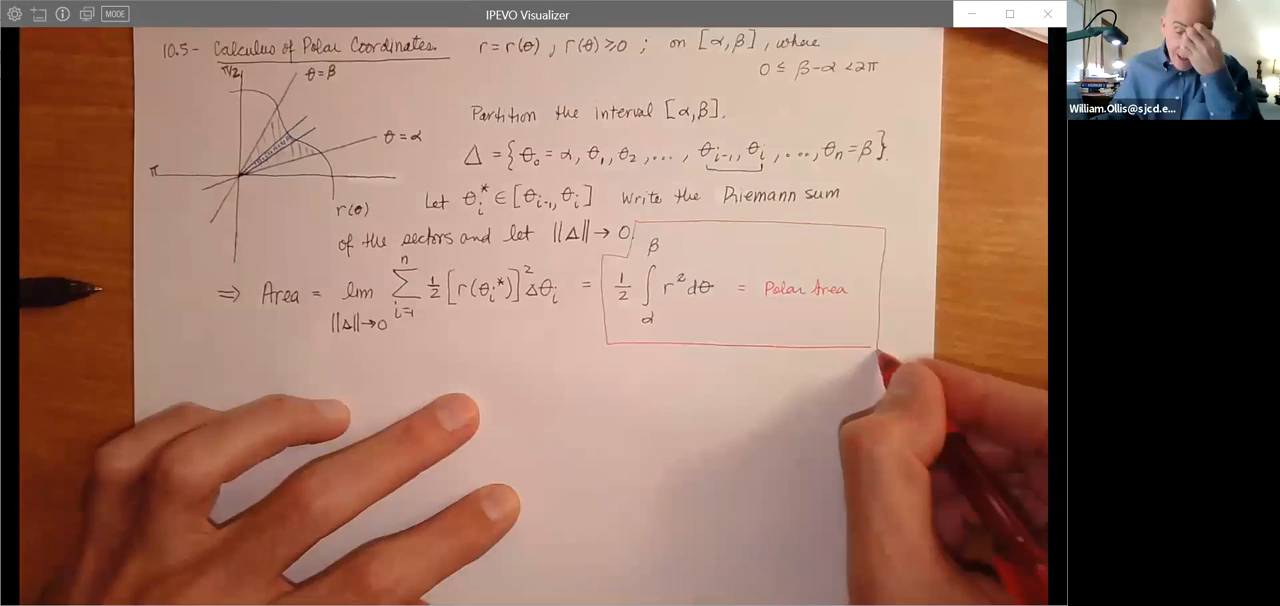 IPEVO Visualizer
MODE
William.Ollis@sjcd.e...
10.5- Calculus of Polar Coordinates. r = r(θ) , r(θ) ≥ 0 ; on [α,β] , where
0 ≤ β-α < 2π
π/2
θ = β
Partition the interval [α,β].
θ = α
Δ = {θ₀ = α, θ₁, θ₂, ..., θᵢ₋₁, θᵢ, ..., θₙ = β}.
π
r(θ)
Let θᵢ* ∈ [θᵢ₋₁, θᵢ] Write the Riemann sum
of the sectors and let ||Δ|| → 0
⇒ Area = lim ||Δ||→0 ∑ i=1 n ½ [r(θᵢ*)]² Δθᵢ = ½ ∫ α β r² dθ = Polar Area